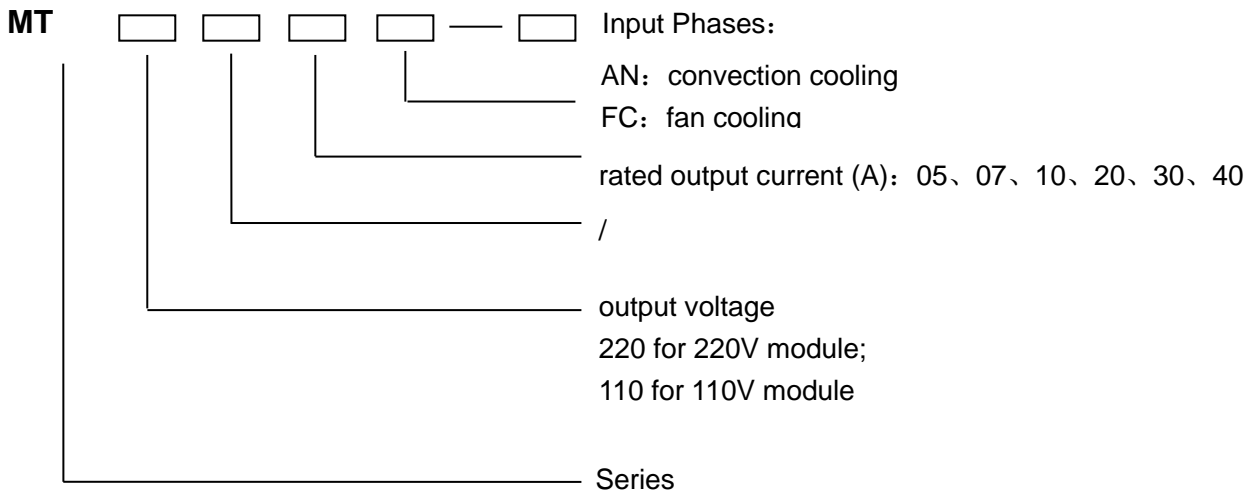 MT — Input Phases：
AN：convection cooling
FC：fan cooling
rated output current (A)：05、07、10、20、30、40
/
output voltage
220 for 220V module;
110 for 110V module
Series